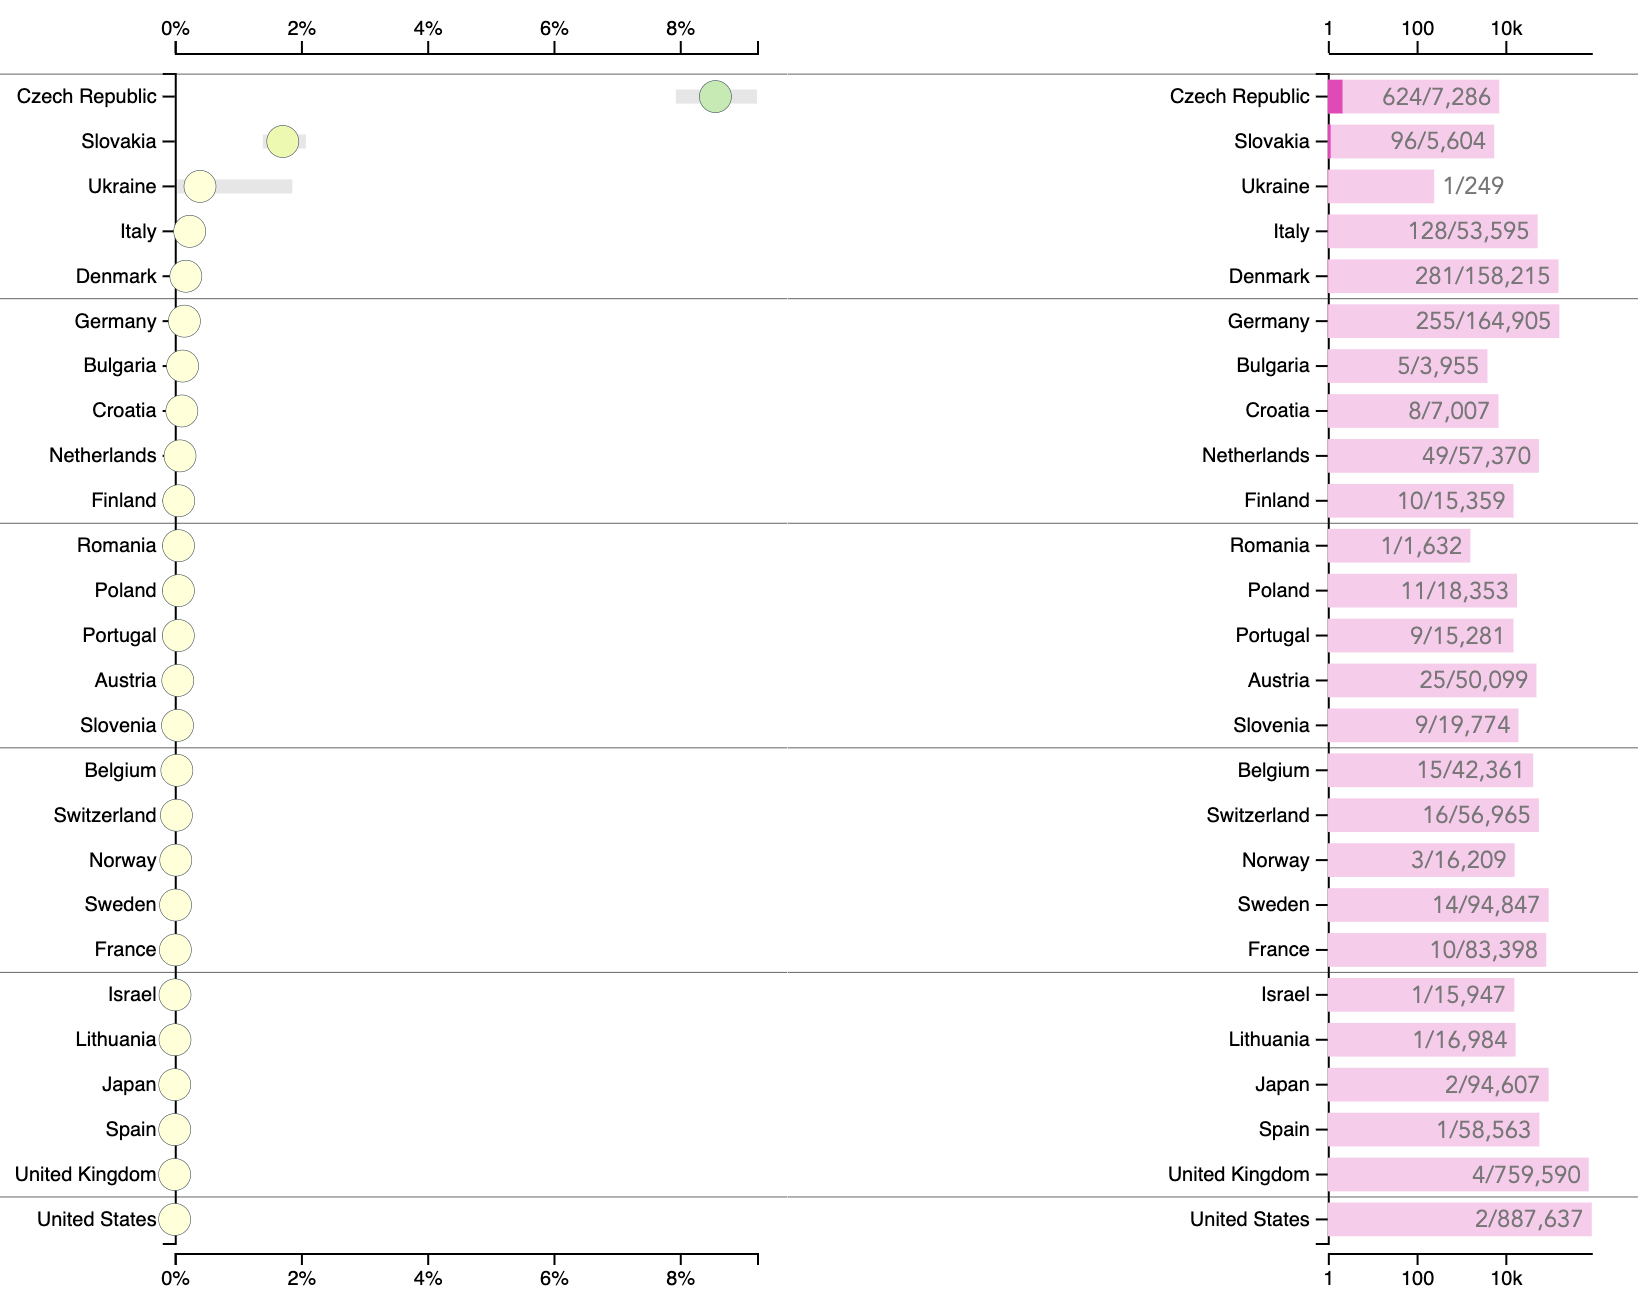 0% 2% 4% 6% 8% 1 100 10k
Czech Republic Czech Republic 624/7,286
Slovakia Slovakia 96/5,604
Ukraine Ukraine 1/249
Italy Italy 128/53,595
Denmark Denmark 281/158,215
Germany Germany 255/164,905
Bulgaria Bulgaria 5/3,955
Croatia Croatia 8/7,007
Netherlands Netherlands 49/57,370
Finland Finland 10/15,359
Romania Romania 1/1,632
Poland Poland 11/18,353
Portugal Portugal 9/15,281
Austria Austria 25/50,099
Slovenia Slovenia 9/19,774
Belgium Belgium 15/42,361
Switzerland Switzerland 16/56,965
Norway Norway 3/16,209
Sweden Sweden 14/94,847
France France 10/83,398
Israel Israel 1/15,947
Lithuania Lithuania 1/16,984
Japan Japan 2/94,607
Spain Spain 1/58,563
United Kingdom United Kingdom 4/759,590
United States United States 2/887,637
0% 2% 4% 6% 8% 1 100 10k